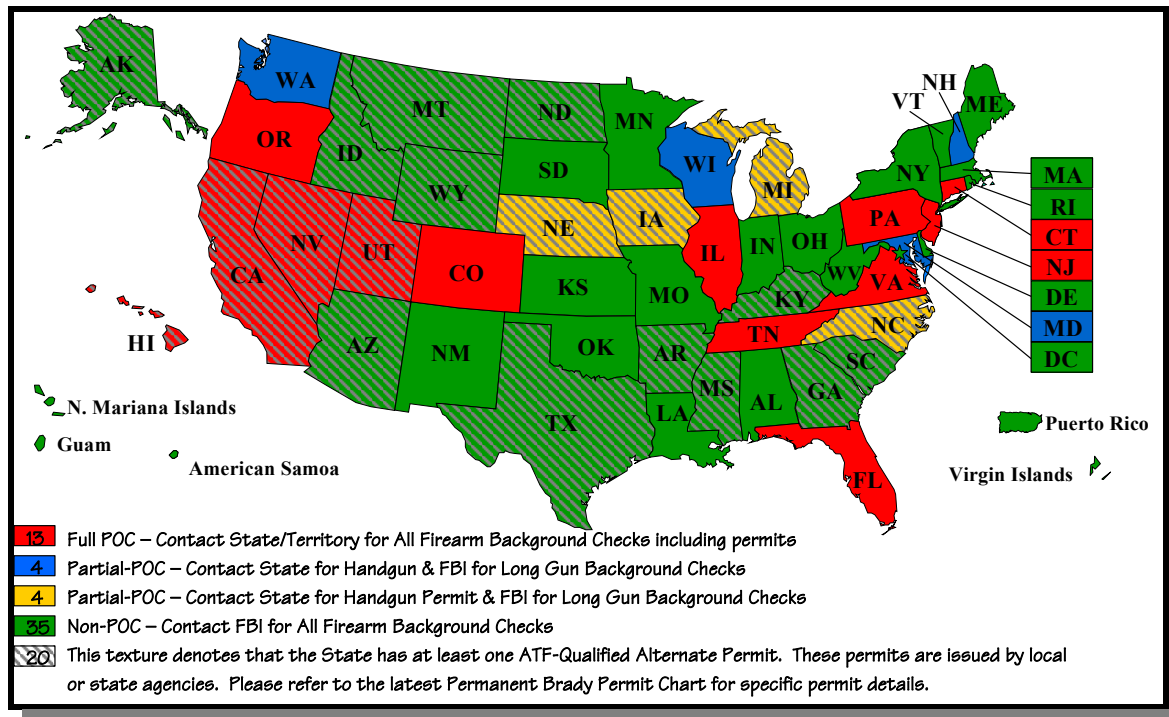 AK
WA
OR
CA
NV
ID
MT
WY
UT
AZ
CO
NM
ND
SD
NE
KS
OK
TX
MN
IA
MO
AR
LA
WI
IL
MI
IN
OH
KY
TN
MS
AL
GA
FL
SC
NC
VA
WV
PA
NY
VT
NH
ME
MA
RI
CT
NJ
DE
MD
DC
HI
N. Mariana Islands
Guam
American Samoa
Puerto Rico
Virgin Islands
13 Full POC – Contact State/Territory for All Firearm Background Checks including permits
4 Partial-POC – Contact State for Handgun & FBI for Long Gun Background Checks
4 Partial-POC – Contact State for Handgun Permit & FBI for Long Gun Background Checks
35 Non-POC – Contact FBI for All Firearm Background Checks
20 This texture denotes that the State has at least one ATF-Qualified Alternate Permit. These permits are issued by local
or state agencies. Please refer to the latest Permanent Brady Permit Chart for specific permit details.